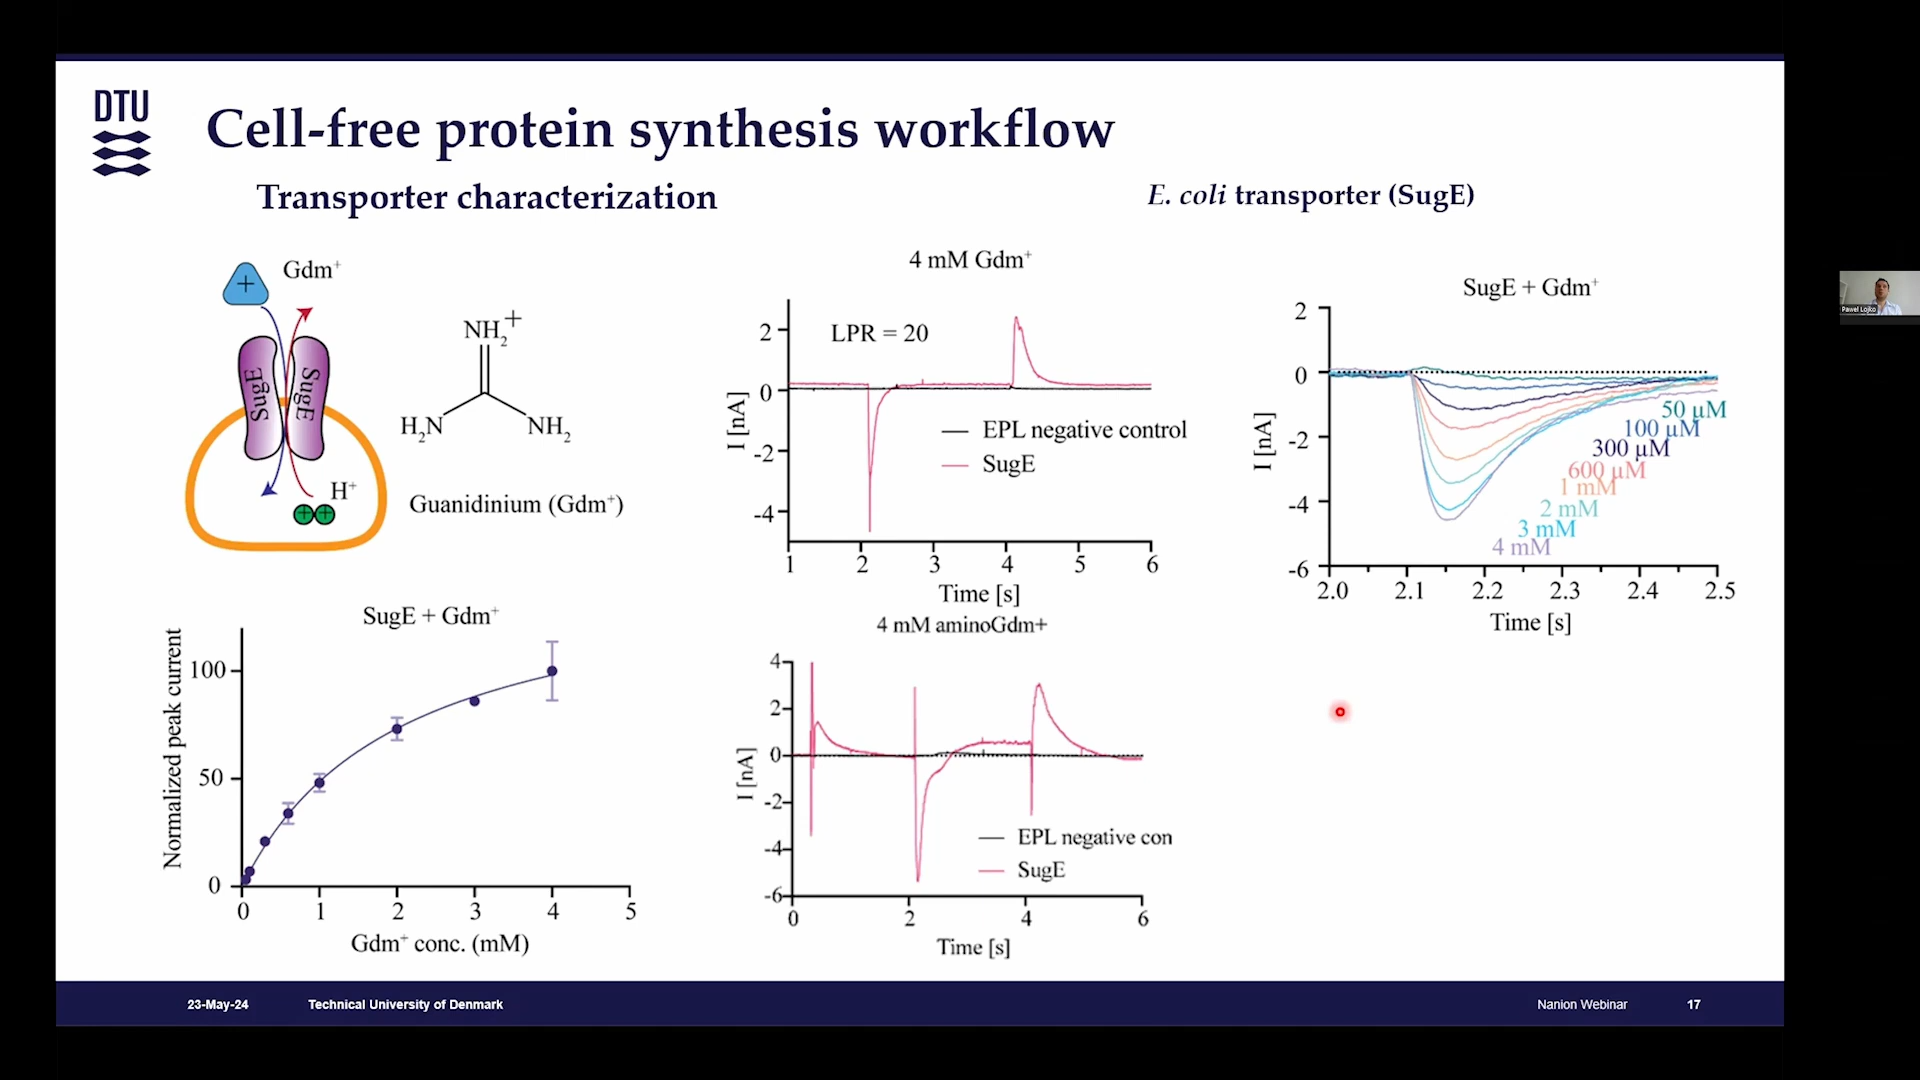 DTU
Cell-free protein synthesis workflow
Transporter characterization
E. coli transporter (SugE)
Gdm⁺
+
SugE
SugE
H⁺
+ +
NH₂⁺
H₂N
NH₂
Guanidinium (Gdm⁺)
4 mM Gdm⁺
LPR = 20
EPL negative control
SugE
I [nA]
2
0
-2
-4
1 2 3 4 5 6
Time [s]
SugE + Gdm⁺
I [nA]
2
0
-2
-4
-6
50 µM
100 µM
300 µM
600 µM
1 mM
2 mM
3 mM
4 mM
2.0 2.1 2.2 2.3 2.4 2.5
Time [s]
SugE + Gdm⁺
Normalized peak current
100
50
0
0 1 2 3 4 5
Gdm⁺ conc. (mM)
4 mM aminoGdm+
I [nA]
4
2
0
-2
-4
-6
EPL negative con
SugE
0 2 4 6
Time [s]
23-May-24 Technical University of Denmark Nanion Webinar 17
Pawel Lojko